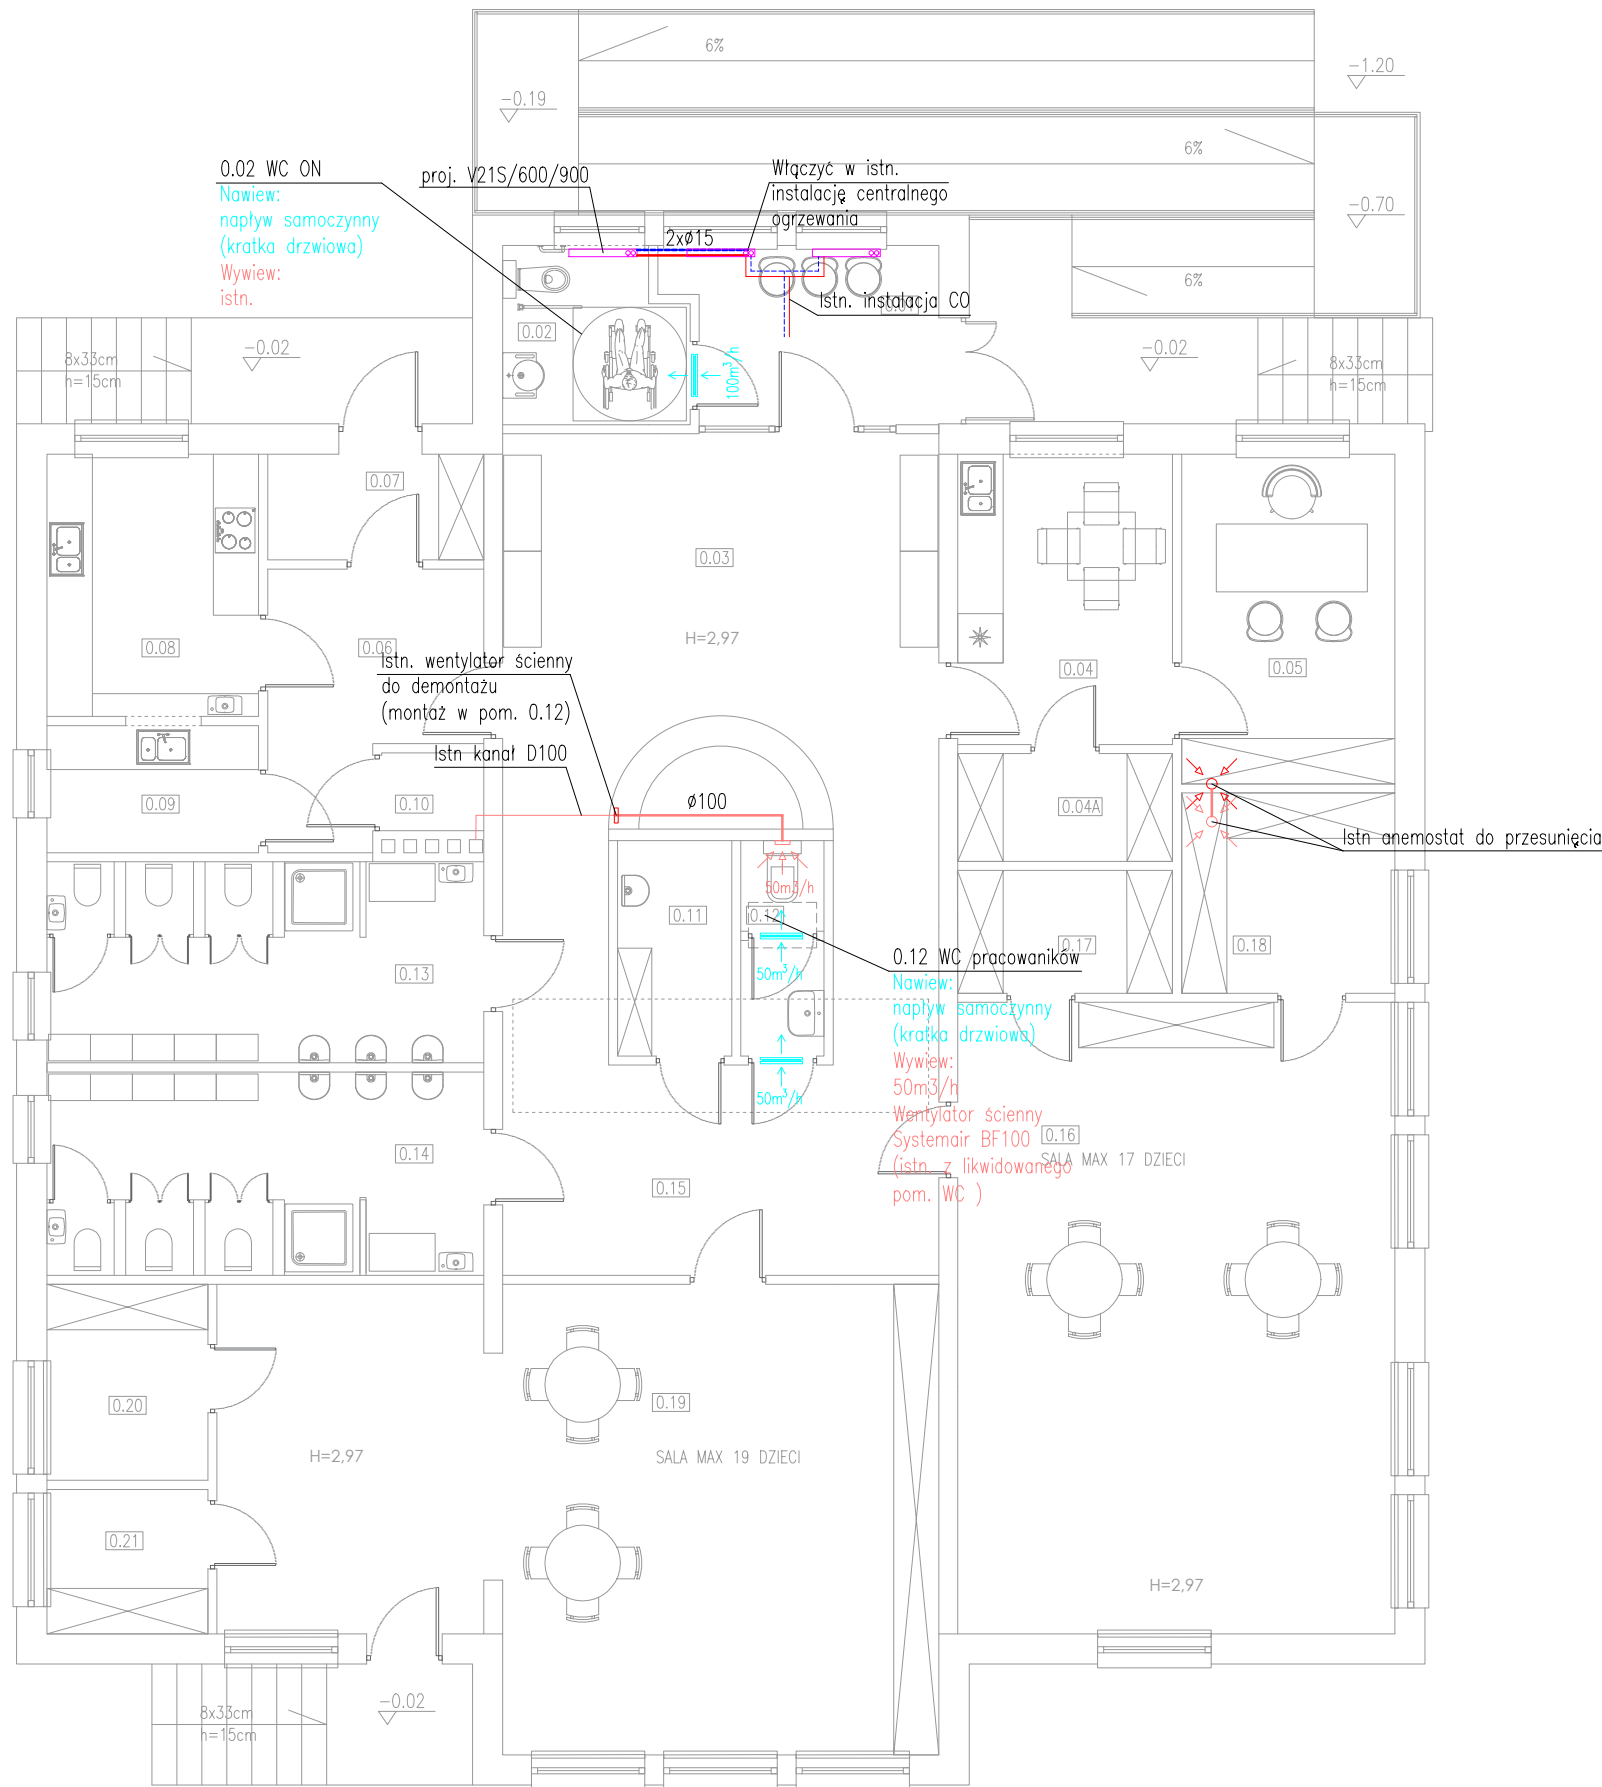 6%
-1.20
-0.19
6%
-0.70
6%
0.02 WC ON
Nawiew:
napływ samoczynny
(kratka drzwiowa)
Wywiew:
istn.
proj. V21S/600/900
Włączyć w istn.
instalację centralnego
ogrzewania
2xø15
Istn. instalacja CO
0.02
100m³/h
-0.02
8x33cm
h=15cm
-0.02
8x33cm
h=15cm
0.07
0.03
H=2,97
0.08
0.06
0.04
0.05
Istn. wentylator ścienny
do demontażu
(montaż w pom. 0.12)
Istn kanał D100
ø100
0.09
0.10
0.04A
Istn anemostat do przesunięcia
50m3/h
0.11
0.12
50m³/h
50m³/h
0.12 WC pracowaników
Nawiew:
napływ samoczynny
(kratka drzwiowa)
Wywiew:
50m3/h
Wentylator ścienny
Systemair BF100
(istn. z likwidowanego
pom. WC )
0.17
0.18
0.13
0.14
0.15
0.16
SALA MAX 17 DZIECI
0.20
0.19
H=2,97
SALA MAX 19 DZIECI
0.21
H=2,97
8x33cm
h=15cm
-0.02